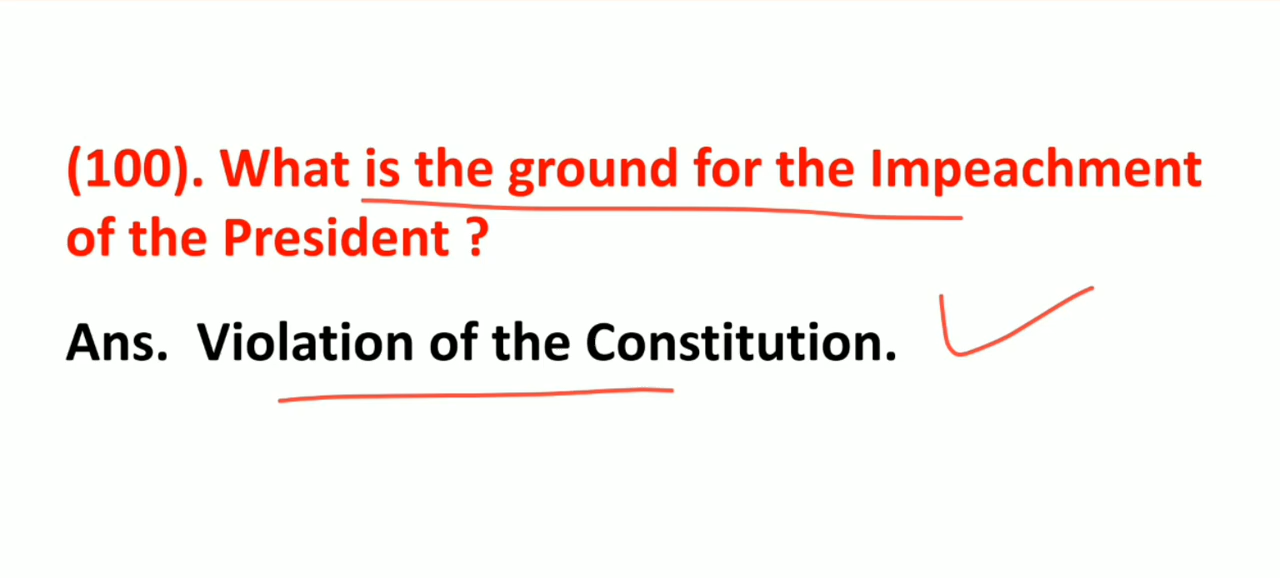 (100). What is the ground for the Impeachment
of the President ?
Ans. Violation of the Constitution.